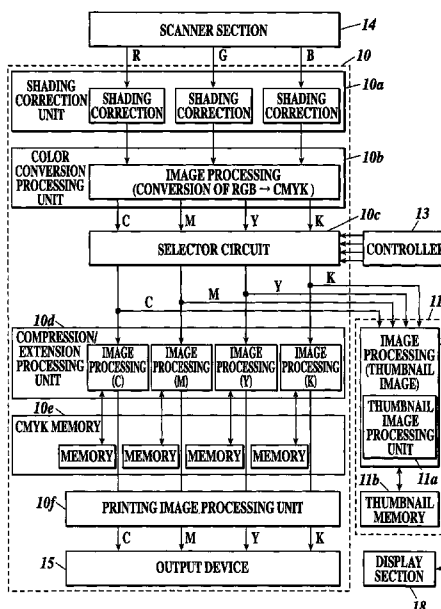 SCANNER SECTION
14
R G B
10
SHADING
CORRECTION
UNIT
10a
SHADING
CORRECTION
SHADING
CORRECTION
SHADING
CORRECTION
COLOR
CONVERSION
PROCESSING
UNIT
10b
IMAGE PROCESSING
(CONVERSION OF RGB → CMYK)
C M Y K
10c
13
SELECTOR CIRCUIT
CONTROLLER
C M Y K
11
10d
COMPRESSION/
EXTENSION
PROCESSING
UNIT
IMAGE
PROCESSING
(C)
IMAGE
PROCESSING
(M)
IMAGE
PROCESSING
(Y)
IMAGE
PROCESSING
(K)
IMAGE
PROCESSING
(THUMBNAIL
IMAGE)
THUMBNAIL
IMAGE
PROCESSING
UNIT
11a
10e
CMYK MEMORY
MEMORY
MEMORY
MEMORY
MEMORY
11b
THUMBNAIL
MEMORY
10f
PRINTING IMAGE PROCESSING UNIT
C M Y K
15
OUTPUT DEVICE
DISPLAY
SECTION
18